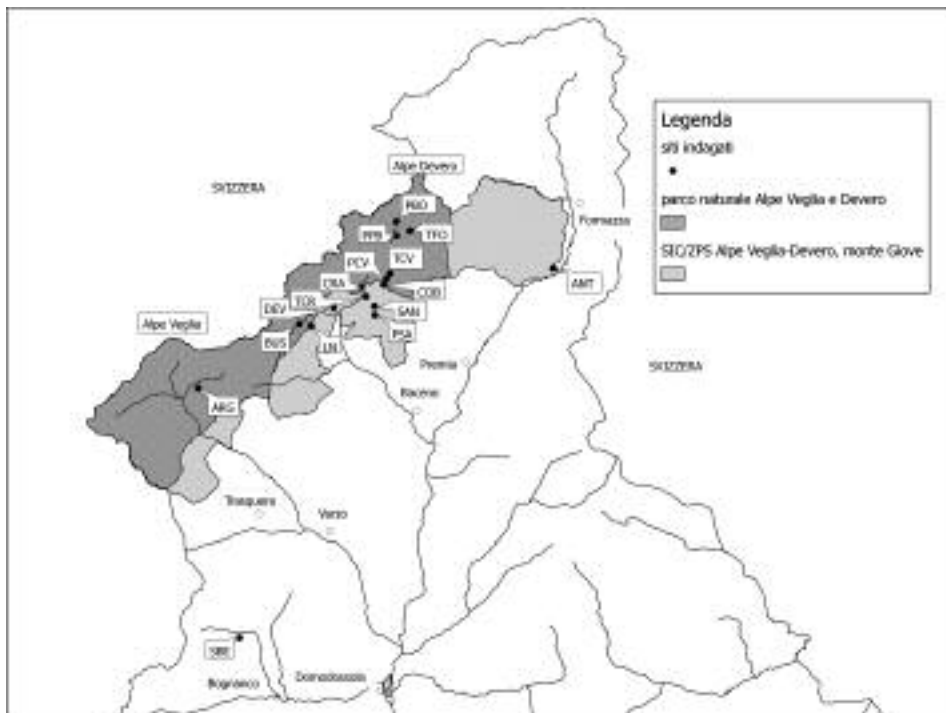 Legenda
siti indagati
parco naturale Alpe Veglia e Devero
SIC/ZPS Alpe Veglia-Devero, monte Giove
Alpe Devero
SVIZZERA
PBD
Formazza
PPB
TFO
PCV
TCV
CRA
COD
AMT
TCR
DEV
SAN
Alpe Veglia
BUS
LN
PSA
Premia
SVIZZERA
Baceno
ARG
Trasquera
Varzo
SBE
Bognanco
Domodossola